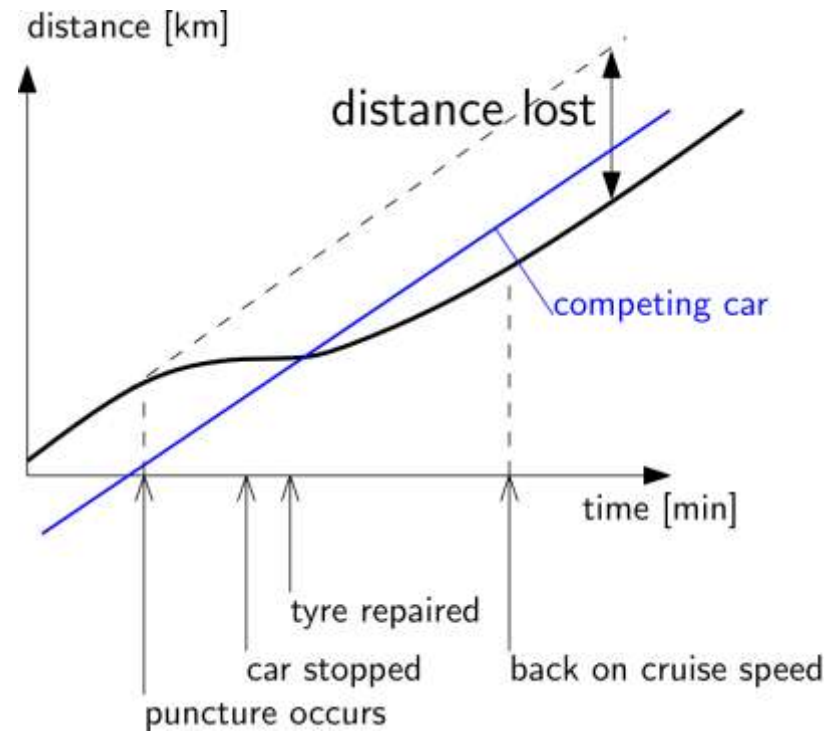 distance [km]
distance lost
competing car
time [min]
tyre repaired
car stopped
back on cruise speed
puncture occurs